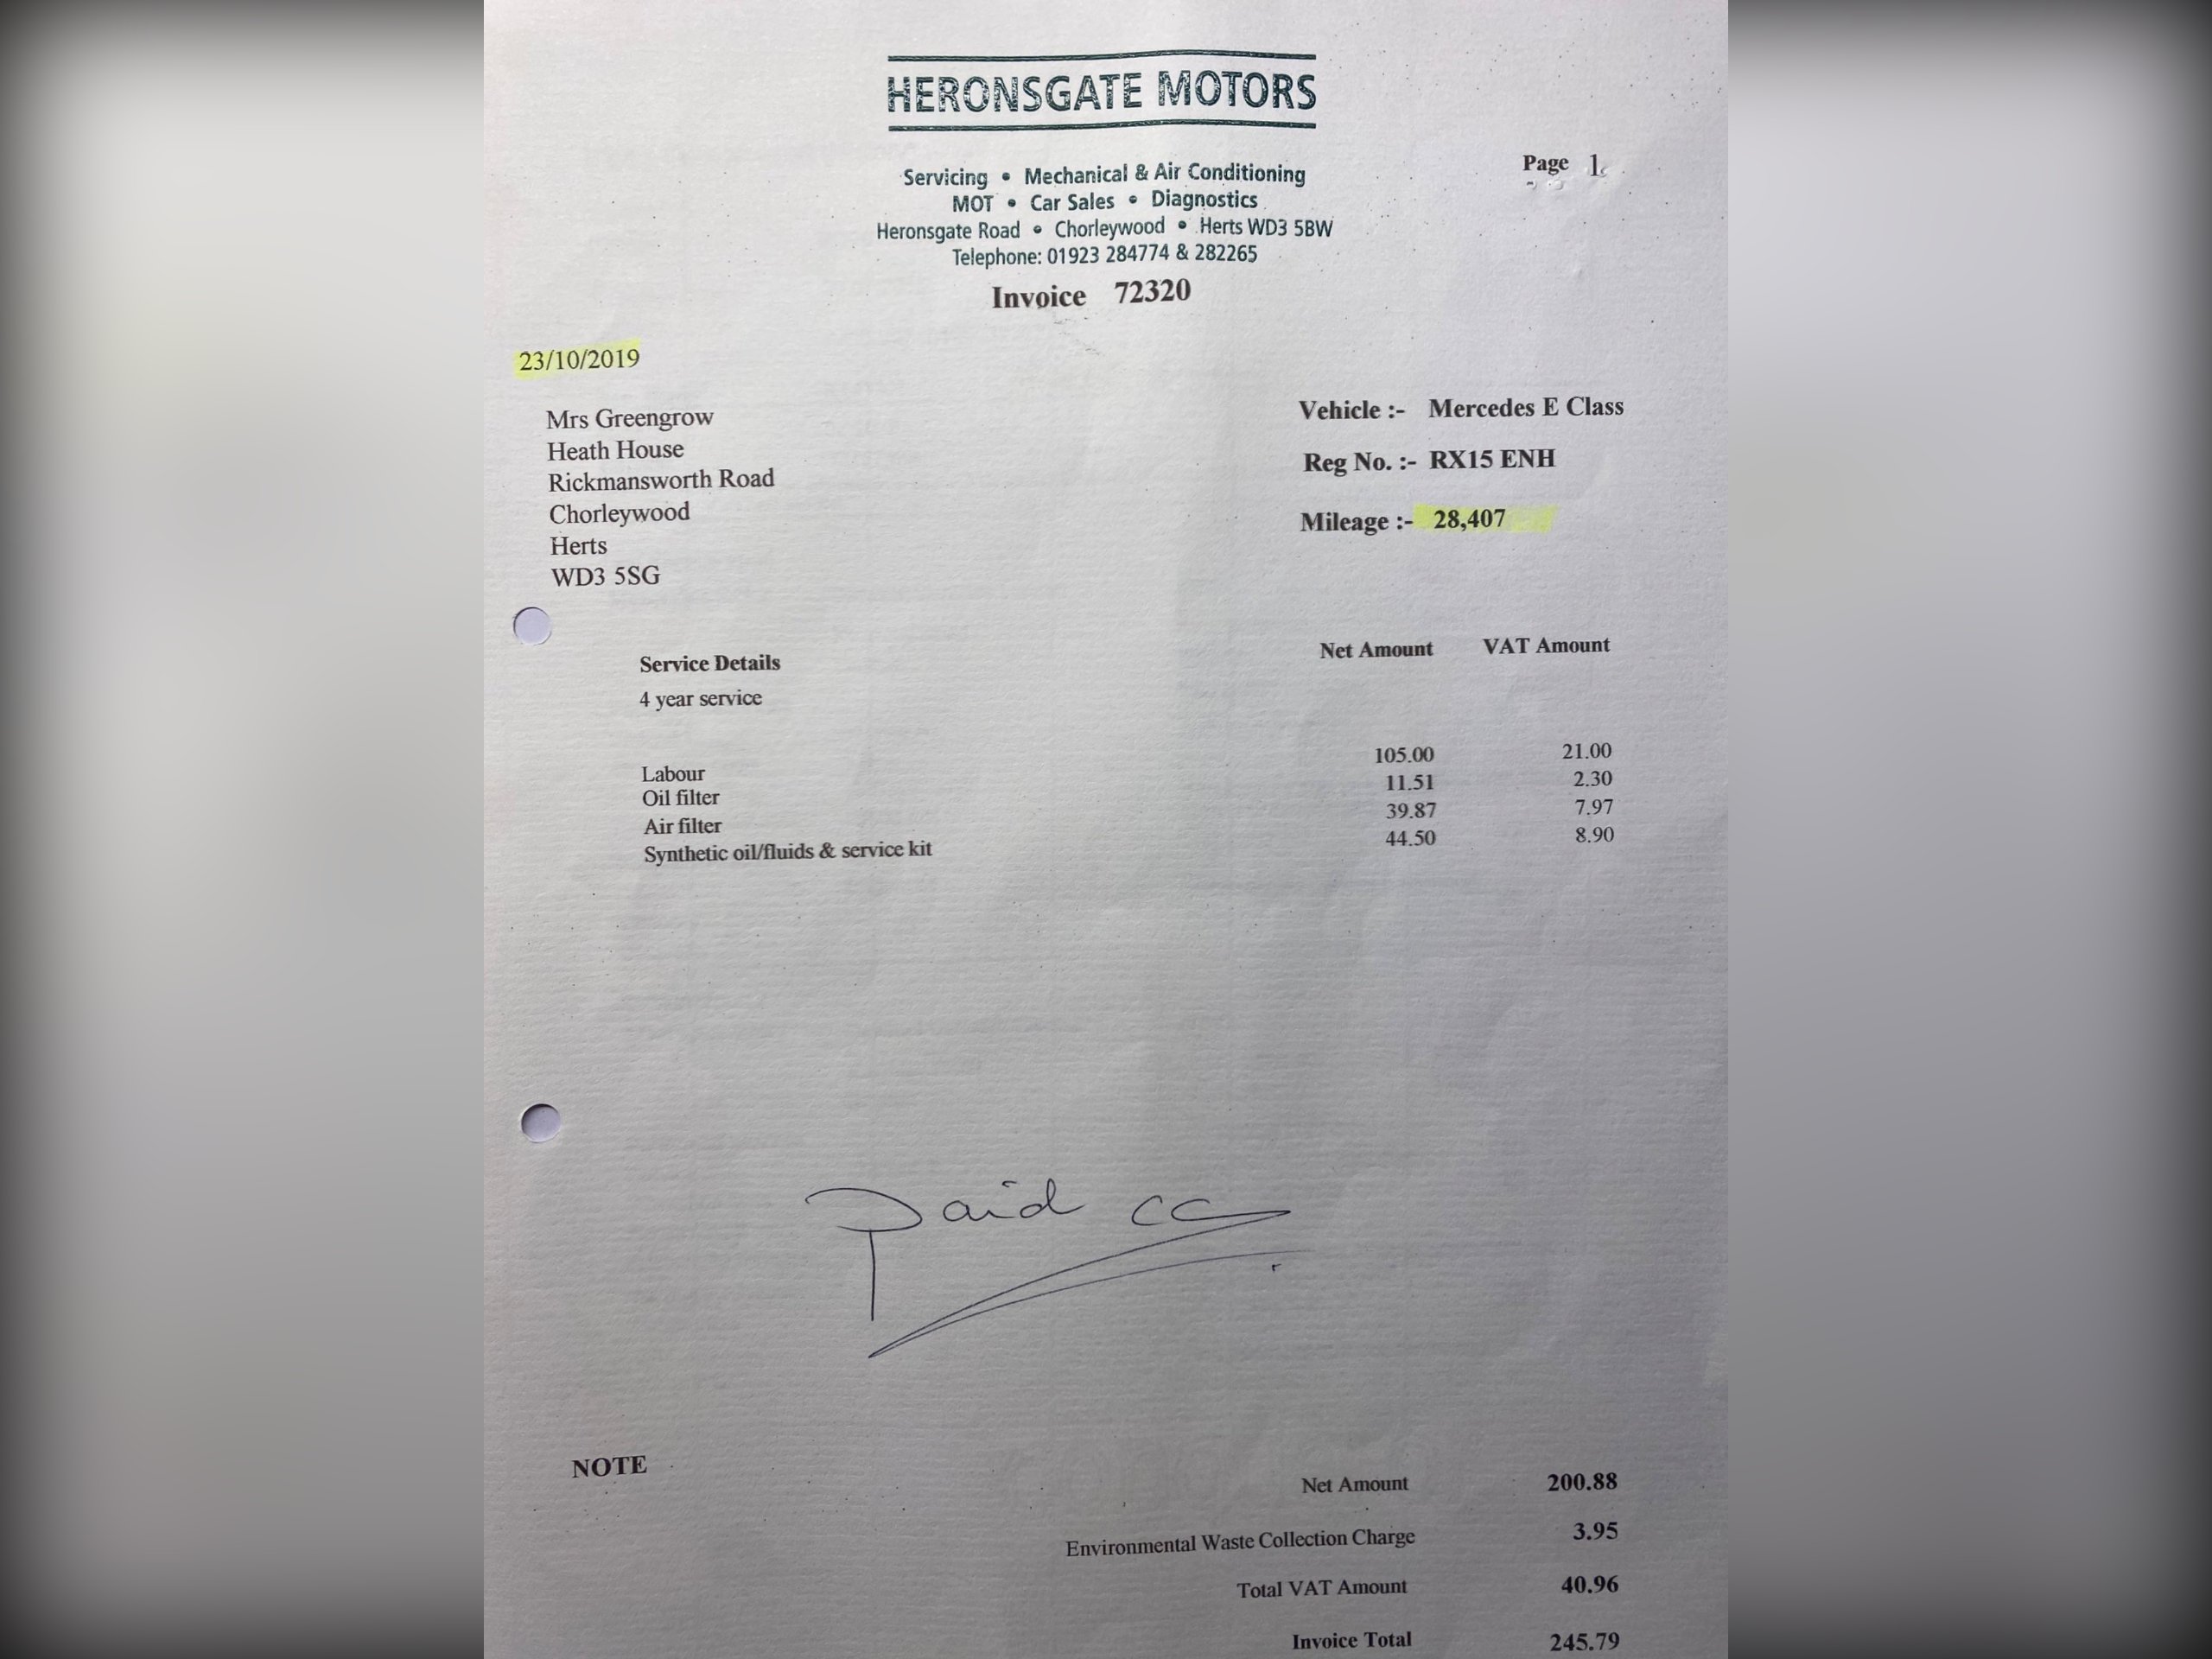 HERONSGATE MOTORS
Servicing • Mechanical & Air Conditioning
MOT • Car Sales • Diagnostics
Heronsgate Road • Chorleywood • Herts WD3 5BW
Telephone: 01923 284774 & 282265
Page 1
Invoice 72320
23/10/2019
Mrs Greengrow
Heath House
Rickmansworth Road
Chorleywood
Herts
WD3 5SG
Vehicle :- Mercedes E Class
Reg No. :- RX15 ENH
Mileage :- 28,407
Service Details Net Amount VAT Amount
4 year service
Labour 105.00 21.00
Oil filter 11.51 2.30
Air filter 39.87 7.97
Synthetic oil/fluids & service kit 44.50 8.90
Paid CC
NOTE
Net Amount 200.88
Environmental Waste Collection Charge 3.95
Total VAT Amount 40.96
Invoice Total 245.79